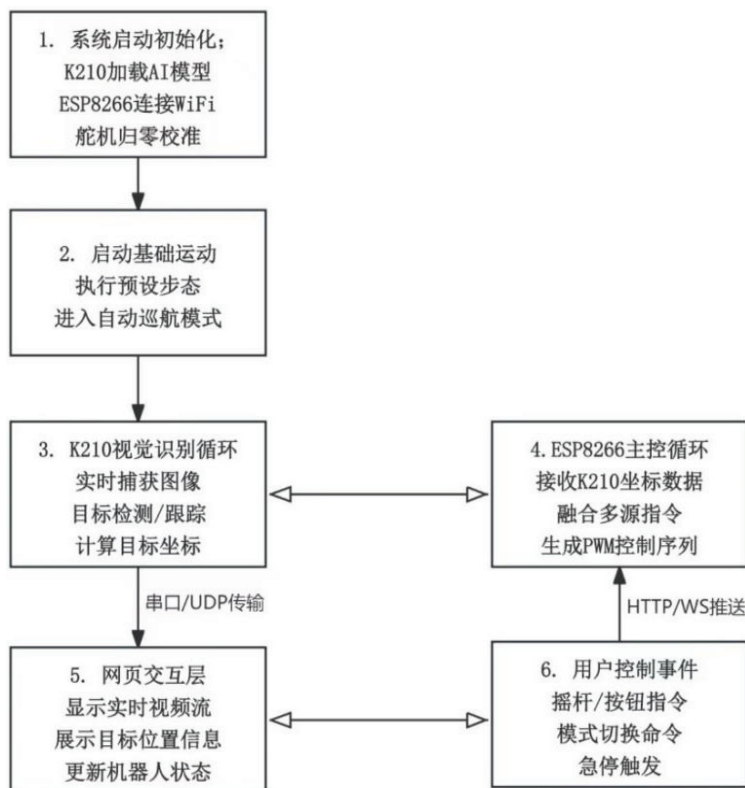 1. 系统启动初始化;
K210加载AI模型
ESP8266连接WiFi
舵机归零校准
2. 启动基础运动
执行预设步态
进入自动巡航模式
3. K210视觉识别循环
实时捕获图像
目标检测/跟踪
计算目标坐标
4.ESP8266主控循环
接收K210坐标数据
融合多源指令
生成PWM控制序列
串口/UDP传输
HTTP/WS推送
5. 网页交互层
显示实时视频流
展示目标位置信息
更新机器人状态
6. 用户控制事件
摇杆/按钮指令
模式切换命令
急停触发